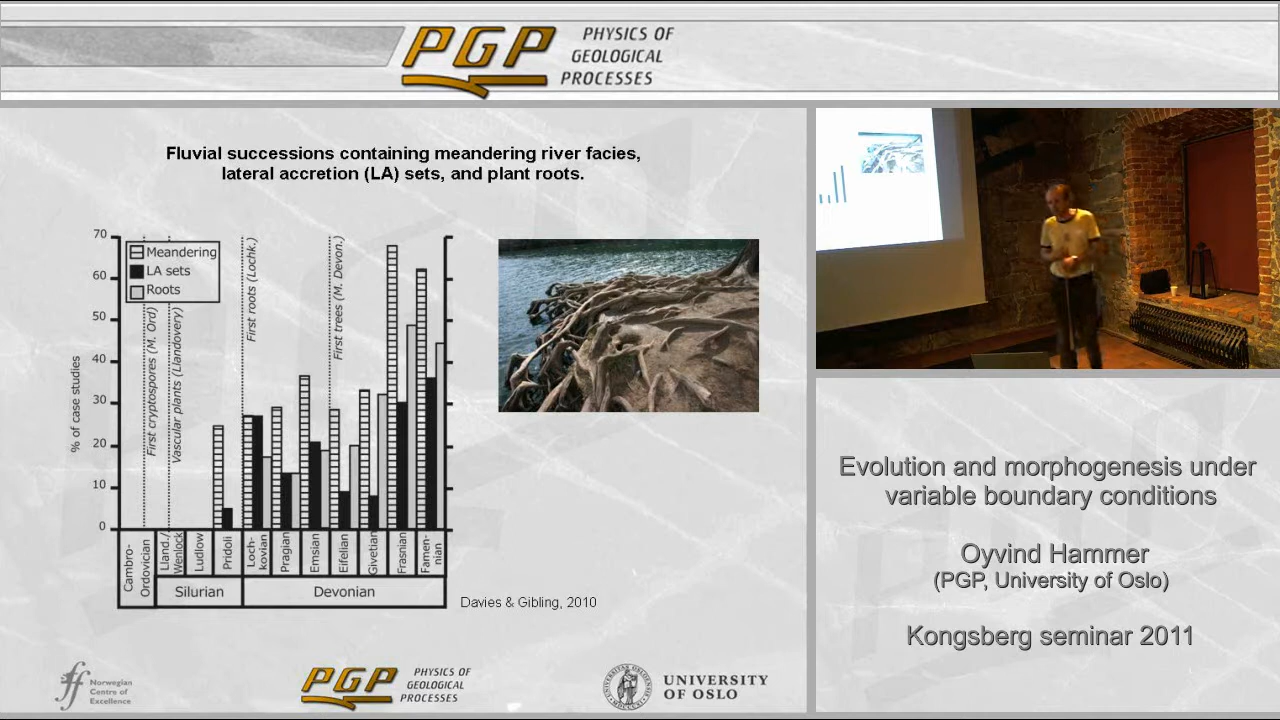 PGP
PHYSICS OF
GEOLOGICAL
PROCESSES
Fluvial successions containing meandering river facies,
lateral accretion (LA) sets, and plant roots.
% of case studies
70
60
50
40
30
20
10
0
Meandering
LA sets
Roots
First cryptospores (M. Ord)
Vascular plants (Llandovery)
First roots (Lochk.)
First trees (M. Devon.)
Cambro-
Ordovician
Lland./
Wenlock
Ludlow
Pridoli
Loch-
kovian
Pragian
Emsian
Eifelian
Givetian
Frasnian
Famen-
nian
Silurian
Devonian
Davies & Gibling, 2010
Evolution and morphogenesis under
variable boundary conditions
Oyvind Hammer
(PGP, University of Oslo)
Kongsberg seminar 2011
sff
Norwegian
Centre of
Excellence
PGP
PHYSICS OF
GEOLOGICAL
PROCESSES
UNIVERSITY
OF OSLO